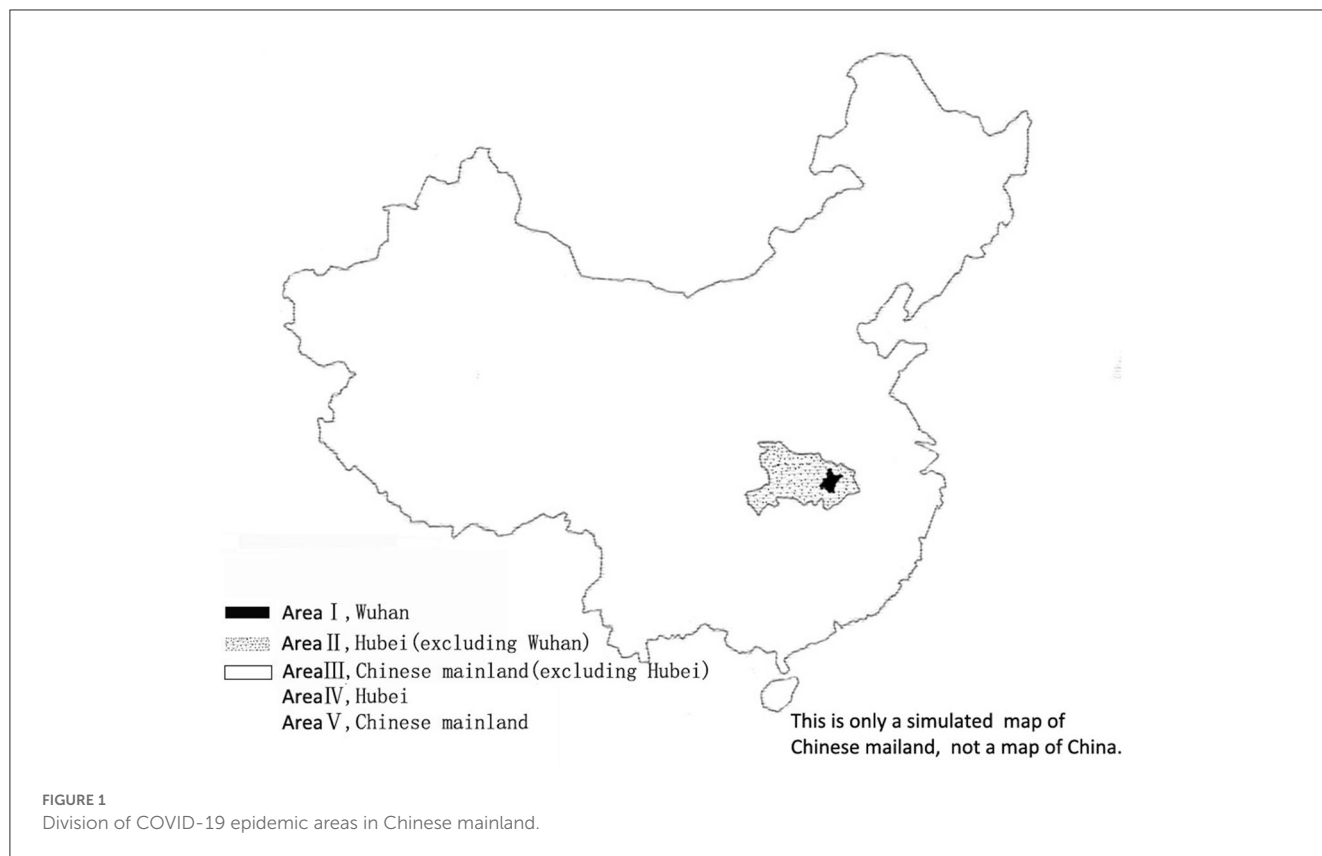 Area Ⅰ, Wuhan
Area Ⅱ, Hubei(excluding Wuhan)
AreaⅢ, Chinese mainland(excluding Hubei)
AreaⅣ, Hubei
Area Ⅴ, Chinese mainland
This is only a simulated map of
Chinese mailand, not a map of China.
FIGURE 1
Division of COVID-19 epidemic areas in Chinese mainland.